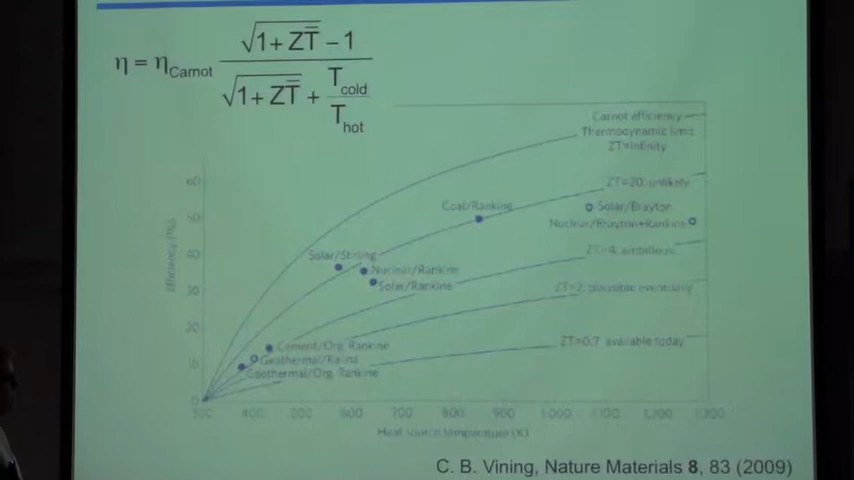 η = ηCarnot √1+ZT̄ − 1 / √1+ZT̄ + Tcold / Thot
Carnot efficiency
Thermodynamic limit
ZT=infinity
60
ZT=20, unlikely
50
Coal/Rankine
Solar/Brayton
Nuclear/Brayton+Rankine
Efficiency (%)
40
Solar/Stirling
ZT=4, ambitious
Nuclear/Rankine
30
Solar/Rankine
ZT=2, plausible eventually
20
Cement/Org. Rankine
ZT=0.7, available today
10
Geothermal/Kalina
Geothermal/Org. Rankine
0
300 400 500 600 700 800 900 1,000 1,100 1,200 1,300
Heat source temperature (K)
C. B. Vining, Nature Materials 8, 83 (2009)